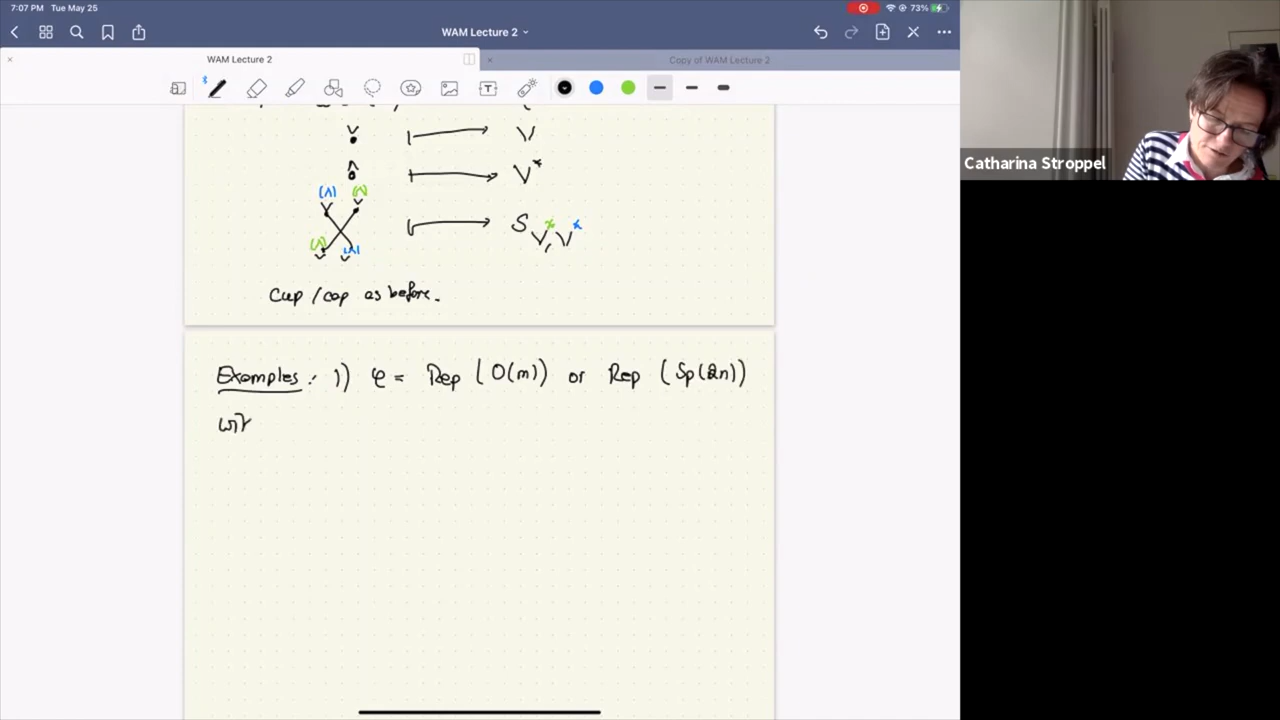 7:07 PM Tue May 25
73%
WAM Lecture 2
WAM Lecture 2
Copy of WAM Lecture 2
V
V*
(∧) (∧)
S V*, V*
(∧) (∧)
Cup / cap as before.
Examples: 1) 𝒞 = Rep (O(m)) or Rep (Sp(2n))
Catharina Stroppel